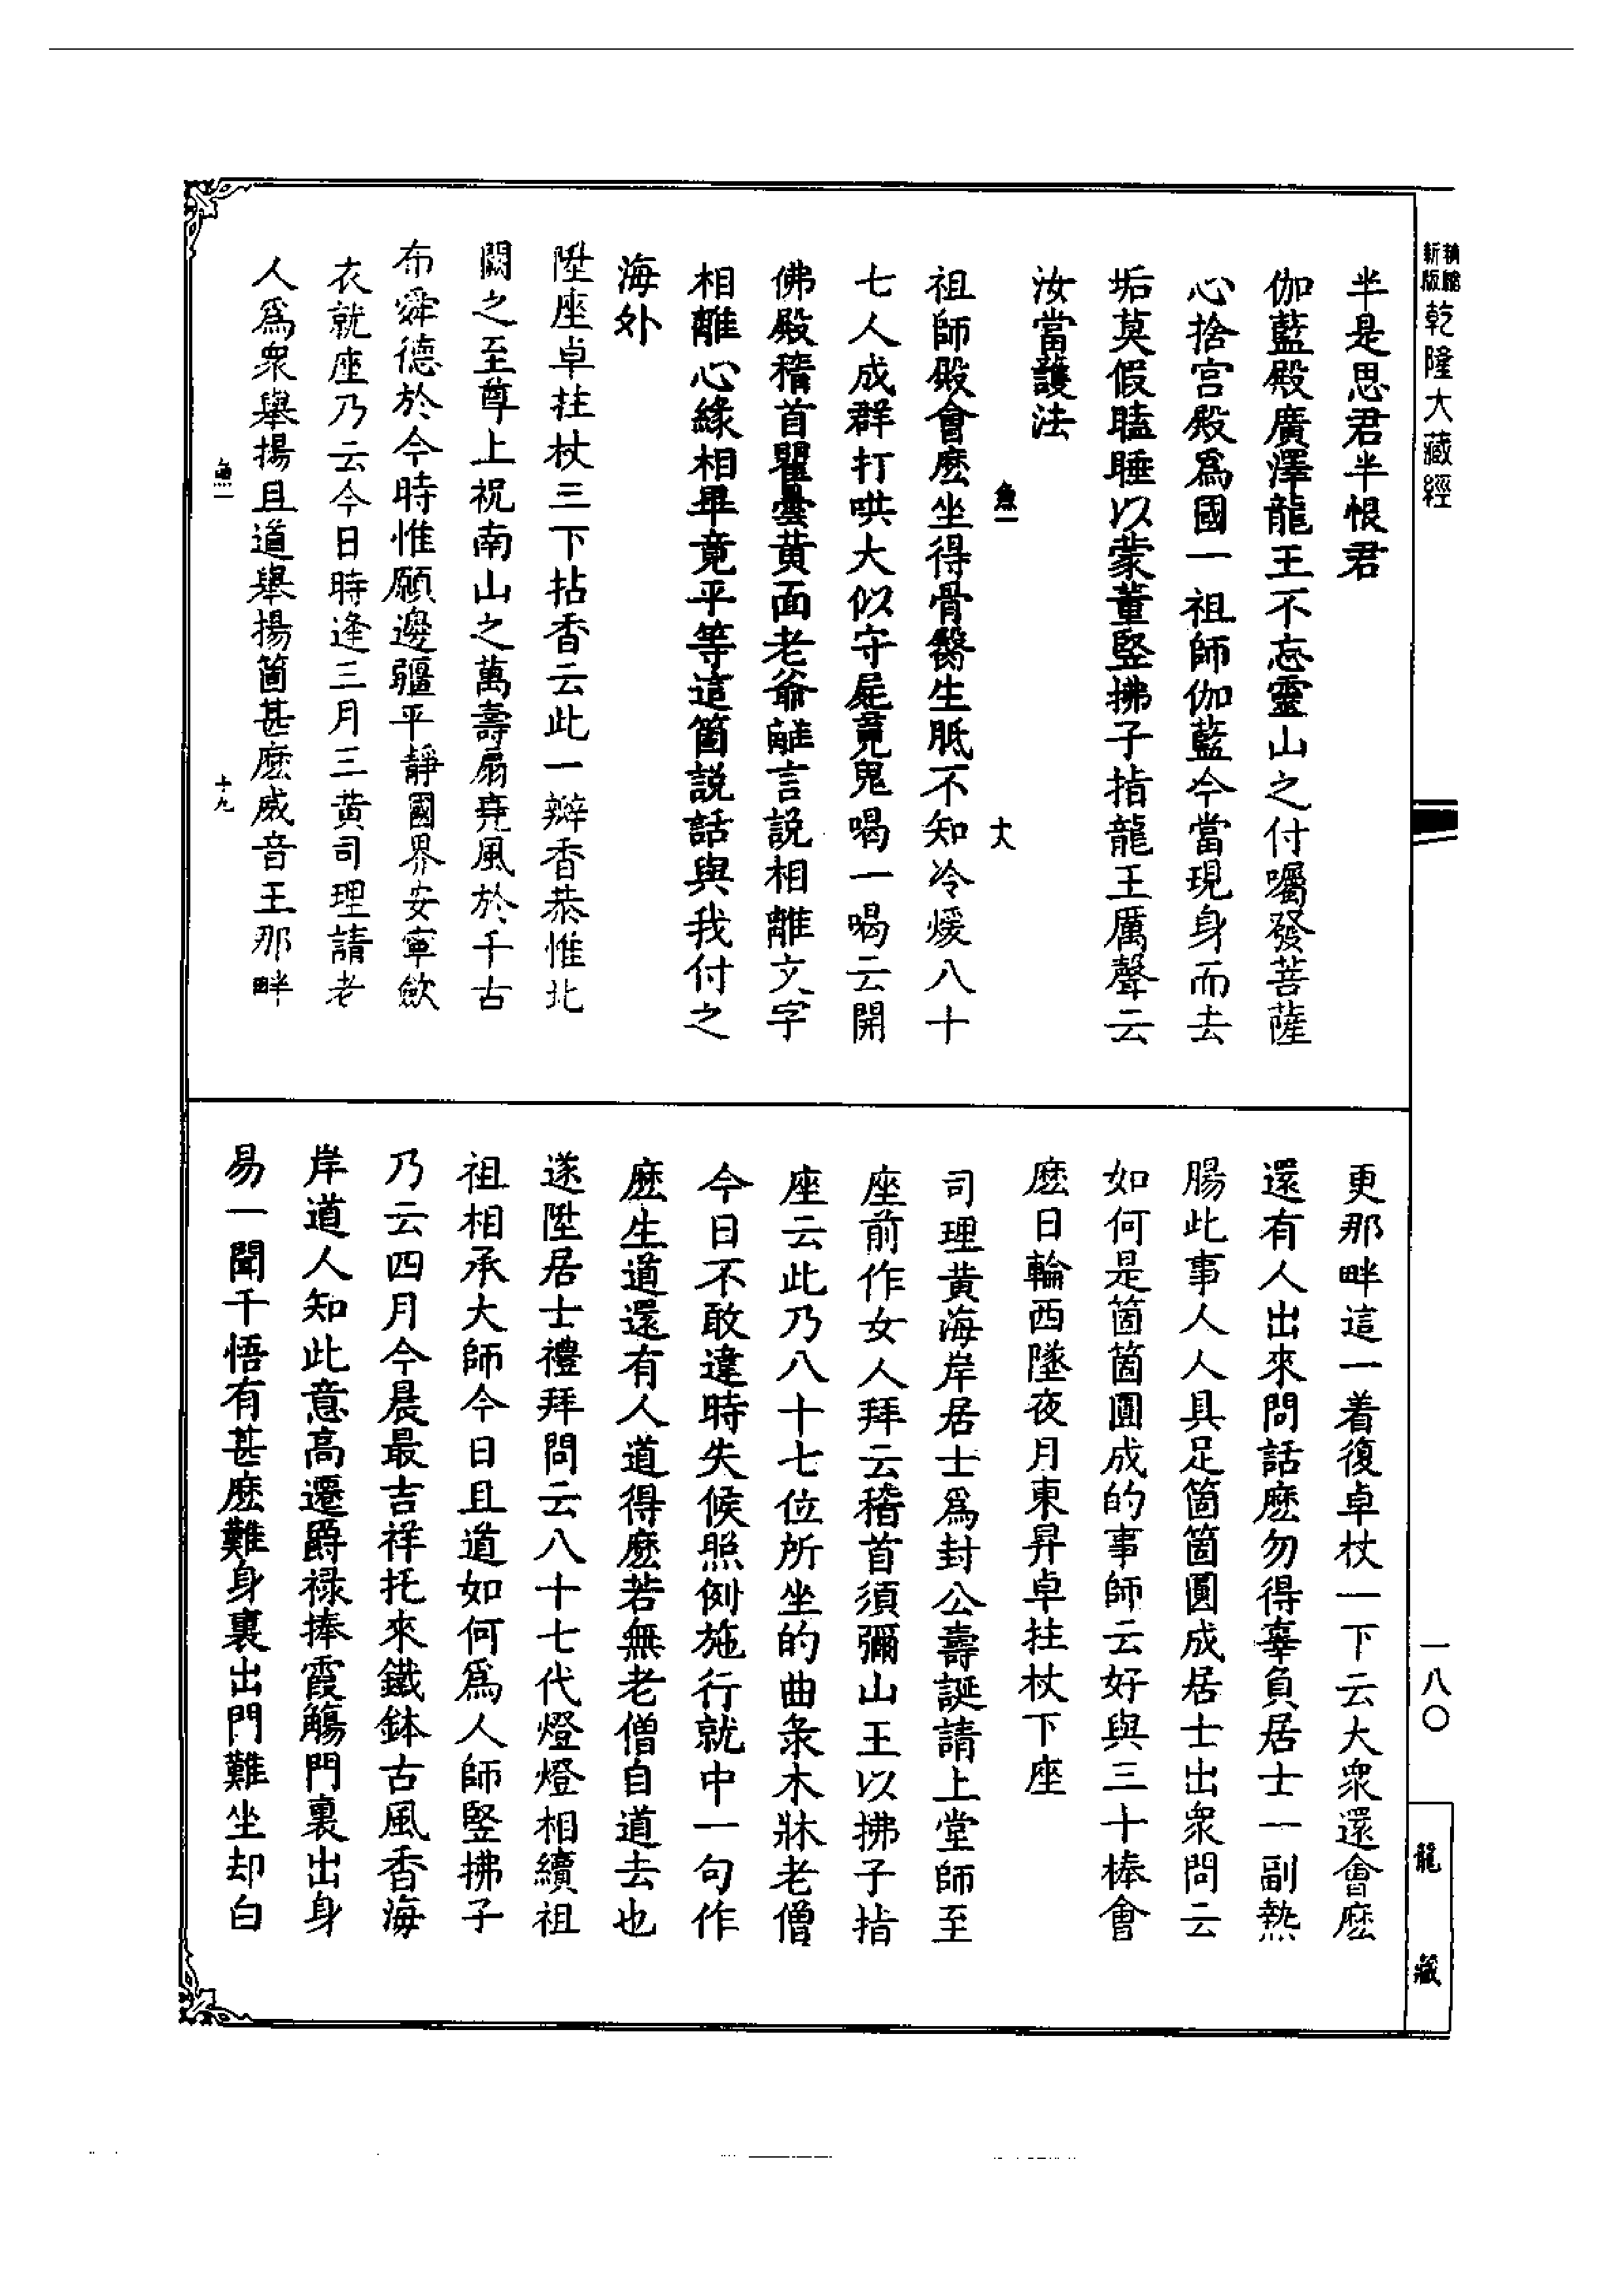 新版
乾隆大藏經
半是思君半恨君
伽藍殿廣澤龍王不忘靈山之付囑發菩薩
心捨宮殿爲國一祖師伽藍今當現身而去
垢莫假瞌睡以蒙董竪拂子指龍王厲聲云
汝當護法
魚一
大
祖師殿會麽坐得骨臀生胝不知冷煖八十
七人成群打哄大似守屍竟鬼喝一喝云開
佛殿稽首瞿曇黃面老爺離言説相離文字
相離心緣相畢竟平等這箇説話與我付之
海外
陞座卓拄杖三下拈香云此一瓣香恭惟北
闕之至尊上祝南山之萬壽扇堯風於千古
布舜德於今時惟願邊疆平靜國界安寧斂
衣就座乃云今日時逢三月三黃司理請老
人爲衆舉揚且道舉揚箇甚麽威音王那畔
魚一
十九
更那畔這一着復卓杖一下云大衆還會麽
還有人出來問話麽勿得辜負居士一副熱
腸此事人人具足箇箇圓成居士出衆問云
如何是箇箇圓成的事師云好與三十棒會
麽日輪西墜夜月東昇卓拄杖下座
司理黃海岸居士爲封公壽誕請上堂師至
座前作女人拜云稽首須彌山王以拂子指
座云此乃八十七位所坐的曲彔木牀老僧
今日不敢違時失候照例施行就中一句作
麽生道還有人道得麽若無老僧自道去也
遂陞居士禮拜問云八十七代燈燈相續祖
祖相承大師今日且道如何爲人師竪拂子
乃云四月今晨最吉祥托來鐵鉢古風香海
岸道人知此意高遷爵祿捧霞觴門裏出身
易一聞千悟有甚麽難身裏出門難坐却白
一八〇
龍藏